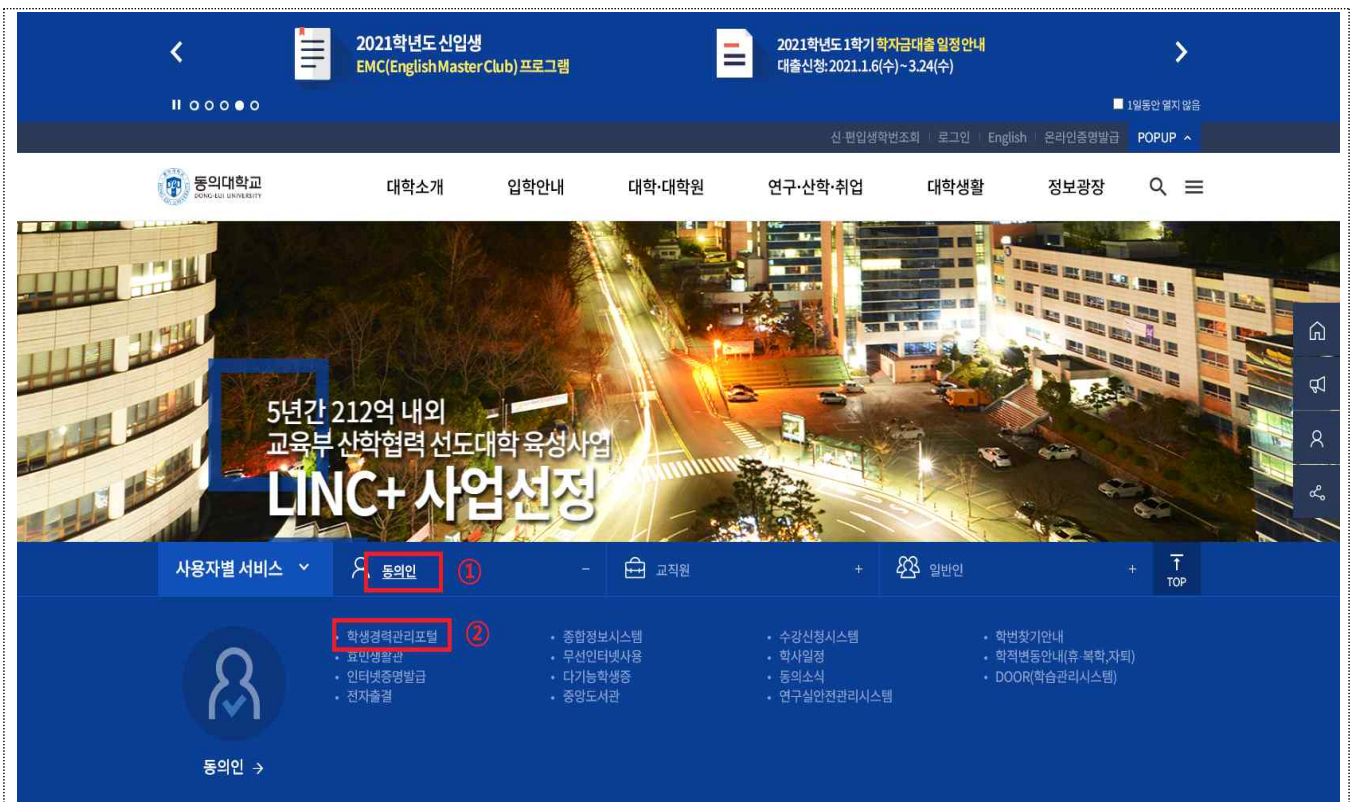 2021학년도 신입생
EMC(English Master Club) 프로그램
2021학년도 1학기 학자금대출 일정안내
대출신청:2021.1.6(수)~3.24(수)
1일동안 열지 않음
신·편입생학번조회 로그인 English 온라인증명발급 POPUP
동의대학교
DONG-EUI UNIVERSITY
대학소개 입학안내 대학·대학원 연구·산학·취업 대학생활 정보광장
5년간 212억 내외
교육부 산학협력 선도대학 육성사업
LINC+ 사업선정
사용자별 서비스 동의인 ① - 교직원 + 일반인 + TOP
• 학생경력관리포털 ② • 종합정보시스템 • 수강신청시스템 • 학번찾기안내
• 효민생활관 • 무선인터넷사용 • 학사일정 • 학적변동안내(휴·복학,자퇴)
• 인터넷증명발급 • 다기능학생증 • 동의소식 • DOOR(학습관리시스템)
• 전자출결 • 중앙도서관 • 연구실안전관리시스템
동의인 →